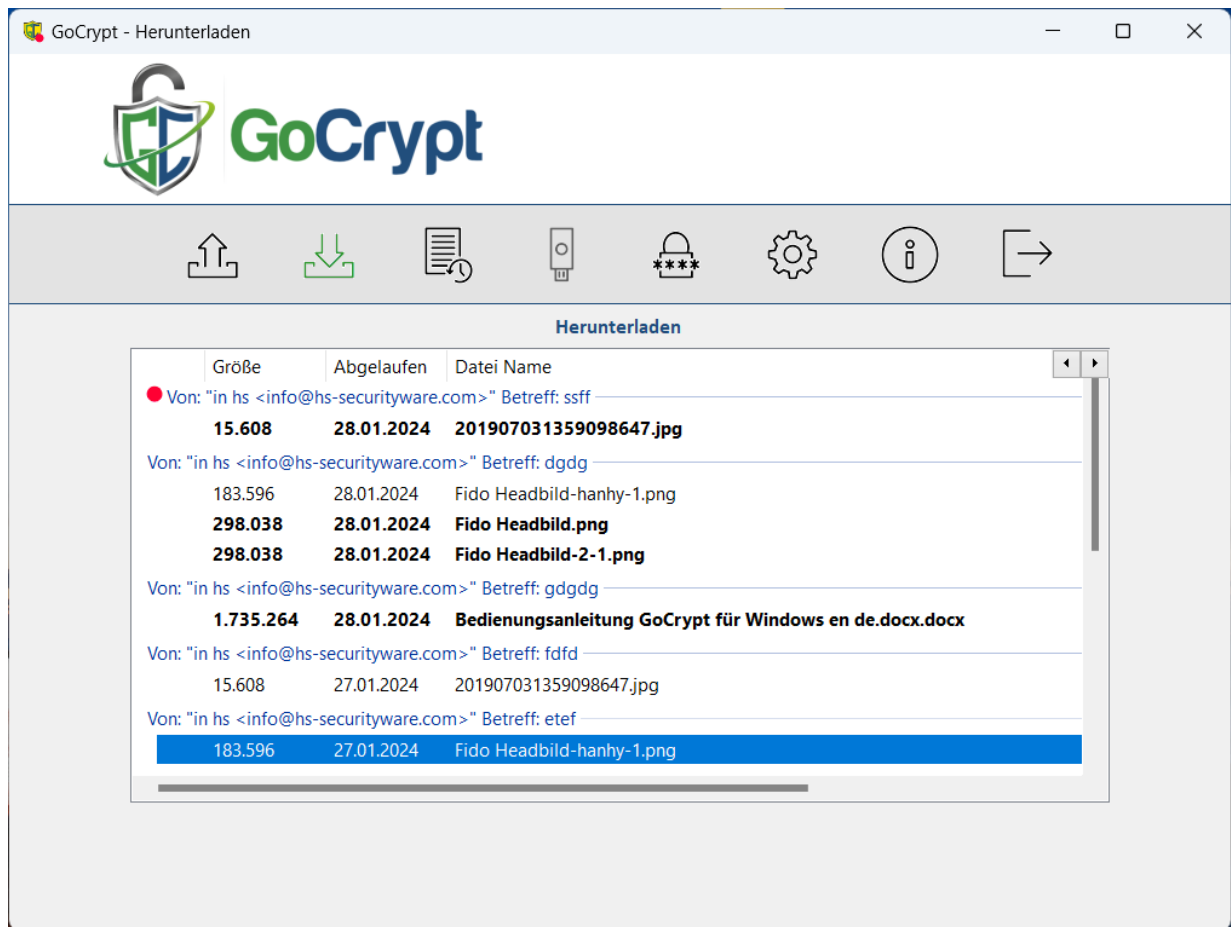 GoCrypt - Herunterladen
GoCrypt
****
Herunterladen
Größe Abgelaufen Datei Name
Von: "in hs <info@hs-securityware.com>" Betreff: ssff
15.608 28.01.2024 201907031359098647.jpg
Von: "in hs <info@hs-securityware.com>" Betreff: dgdg
183.596 28.01.2024 Fido Headbild-hanhy-1.png
298.038 28.01.2024 Fido Headbild.png
298.038 28.01.2024 Fido Headbild-2-1.png
Von: "in hs <info@hs-securityware.com>" Betreff: gdgdg
1.735.264 28.01.2024 Bedienungsanleitung GoCrypt für Windows en de.docx.docx
Von: "in hs <info@hs-securityware.com>" Betreff: fdfd
15.608 27.01.2024 201907031359098647.jpg
Von: "in hs <info@hs-securityware.com>" Betreff: etef
183.596 27.01.2024 Fido Headbild-hanhy-1.png